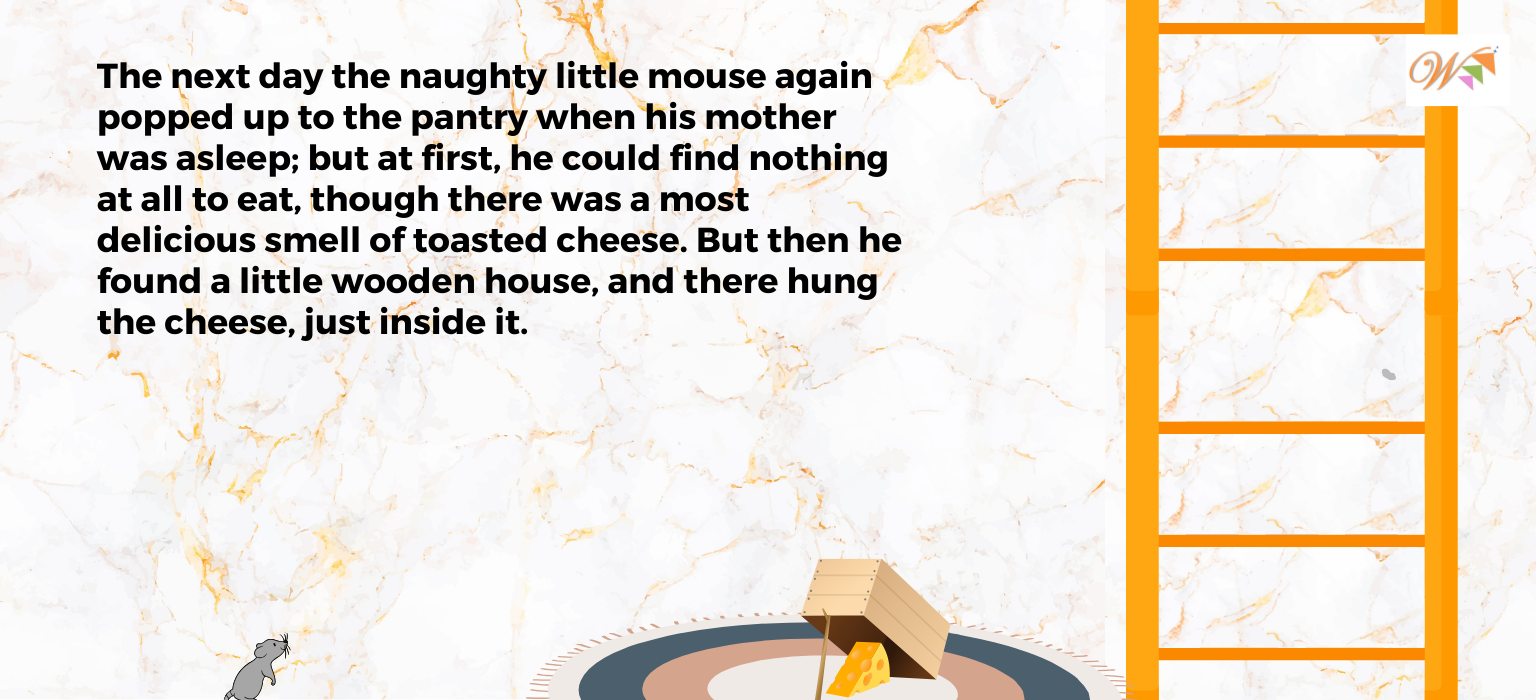 The next day the naughty little mouse again
popped up to the pantry when his mother
was asleep; but at first, he could find nothing
at all to eat, though there was a most
delicious smell of toasted cheese. But then he
found a little wooden house, and there hung
the cheese, just inside it.
W